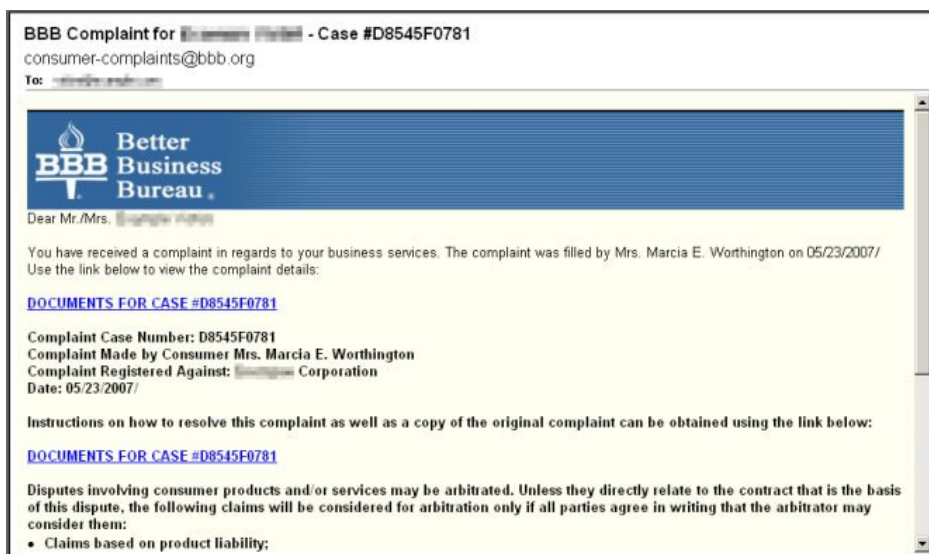 BBB Complaint for - Case #D8545F0781
consumer-complaints@bbb.org
To:
BBB Better
Business
Bureau®
Dear Mr./Mrs.
You have received a complaint in regards to your business services. The complaint was filled by Mrs. Marcia E. Worthington on 05/23/2007/
Use the link below to view the complaint details:
DOCUMENTS FOR CASE #D8545F0781
Complaint Case Number: D8545F0781
Complaint Made by Consumer Mrs. Marcia E. Worthington
Complaint Registered Against: Corporation
Date: 05/23/2007/
Instructions on how to resolve this complaint as well as a copy of the original complaint can be obtained using the link below:
DOCUMENTS FOR CASE #D8545F0781
Disputes involving consumer products and/or services may be arbitrated. Unless they directly relate to the contract that is the basis
of this dispute, the following claims will be considered for arbitration only if all parties agree in writing that the arbitrator may
consider them:
• Claims based on product liability;